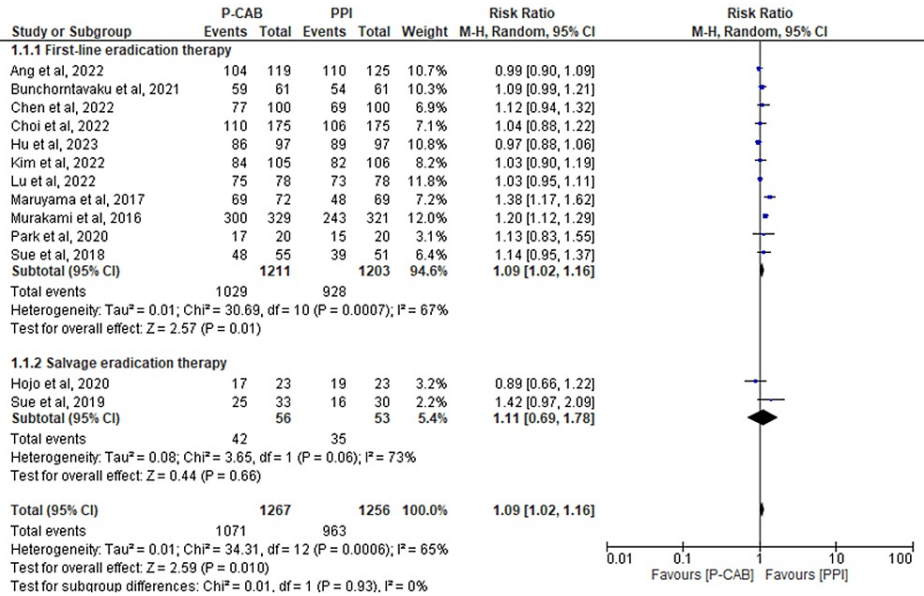 P-CAB PPI Risk Ratio Risk Ratio
Study or Subgroup Events Total Events Total Weight M-H, Random, 95% CI M-H, Random, 95% CI
1.1.1 First-line eradication therapy
Ang et al, 2022 104 119 110 125 10.7% 0.99 [0.90, 1.09]
Bunchorntavaku et al, 2021 59 61 54 61 10.3% 1.09 [0.99, 1.21]
Chen et al, 2022 77 100 69 100 6.9% 1.12 [0.94, 1.32]
Choi et al, 2022 110 175 106 175 7.1% 1.04 [0.88, 1.22]
Hu et al, 2023 86 97 89 97 10.8% 0.97 [0.88, 1.06]
Kim et al, 2022 84 105 82 106 8.2% 1.03 [0.90, 1.19]
Lu et al, 2022 75 78 73 78 11.8% 1.03 [0.95, 1.11]
Maruyama et al, 2017 69 72 48 69 7.2% 1.38 [1.17, 1.62]
Murakami et al, 2016 300 329 243 321 12.0% 1.20 [1.12, 1.29]
Park et al, 2020 17 20 15 20 3.1% 1.13 [0.83, 1.55]
Sue et al, 2018 48 55 39 51 6.4% 1.14 [0.95, 1.37]
Subtotal (95% CI) 1211 1203 94.6% 1.09 [1.02, 1.16]
Total events 1029 928
Heterogeneity: Tau² = 0.01; Chi² = 30.69, df = 10 (P = 0.0007); I² = 67%
Test for overall effect: Z = 2.57 (P = 0.01)
1.1.2 Salvage eradication therapy
Hojo et al, 2020 17 23 19 23 3.2% 0.89 [0.66, 1.22]
Sue et al, 2019 25 33 16 30 2.2% 1.42 [0.97, 2.09]
Subtotal (95% CI) 56 53 5.4% 1.11 [0.69, 1.78]
Total events 42 35
Heterogeneity: Tau² = 0.08; Chi² = 3.65, df = 1 (P = 0.06); I² = 73%
Test for overall effect: Z = 0.44 (P = 0.66)
Total (95% CI) 1267 1256 100.0% 1.09 [1.02, 1.16]
Total events 1071 963
Heterogeneity: Tau² = 0.01; Chi² = 34.31, df = 12 (P = 0.0006); I² = 65%
Test for overall effect: Z = 2.59 (P = 0.010)
Test for subgroup differences: Chi² = 0.01, df = 1 (P = 0.93), I² = 0%
0.01 0.1 1 10 100
Favours [P-CAB] Favours [PPI]